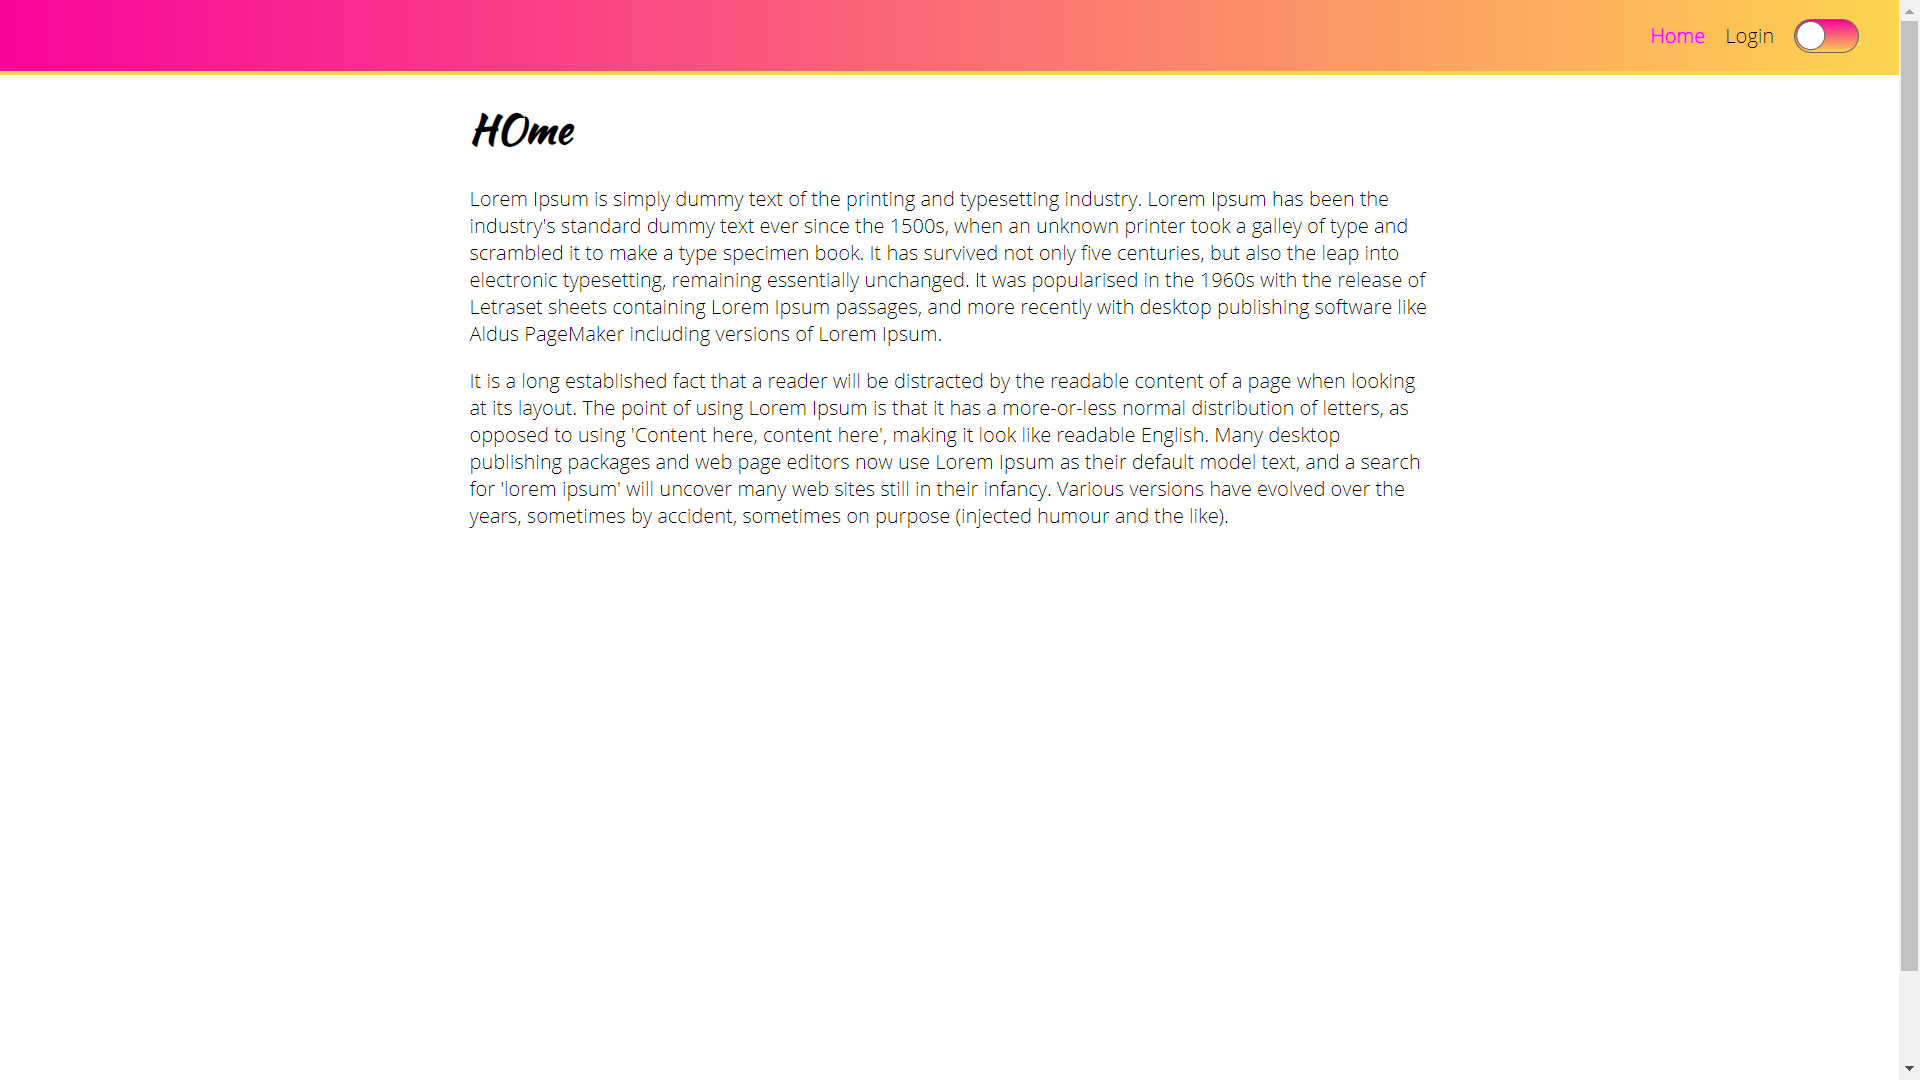 Home Login
HOme
Lorem Ipsum is simply dummy text of the printing and typesetting industry. Lorem Ipsum has been the
industry's standard dummy text ever since the 1500s, when an unknown printer took a galley of type and
scrambled it to make a type specimen book. It has survived not only five centuries, but also the leap into
electronic typesetting, remaining essentially unchanged. It was popularised in the 1960s with the release of
Letraset sheets containing Lorem Ipsum passages, and more recently with desktop publishing software like
Aldus PageMaker including versions of Lorem Ipsum.
It is a long established fact that a reader will be distracted by the readable content of a page when looking
at its layout. The point of using Lorem Ipsum is that it has a more-or-less normal distribution of letters, as
opposed to using 'Content here, content here', making it look like readable English. Many desktop
publishing packages and web page editors now use Lorem Ipsum as their default model text, and a search
for 'lorem ipsum' will uncover many web sites still in their infancy. Various versions have evolved over the
years, sometimes by accident, sometimes on purpose (injected humour and the like).